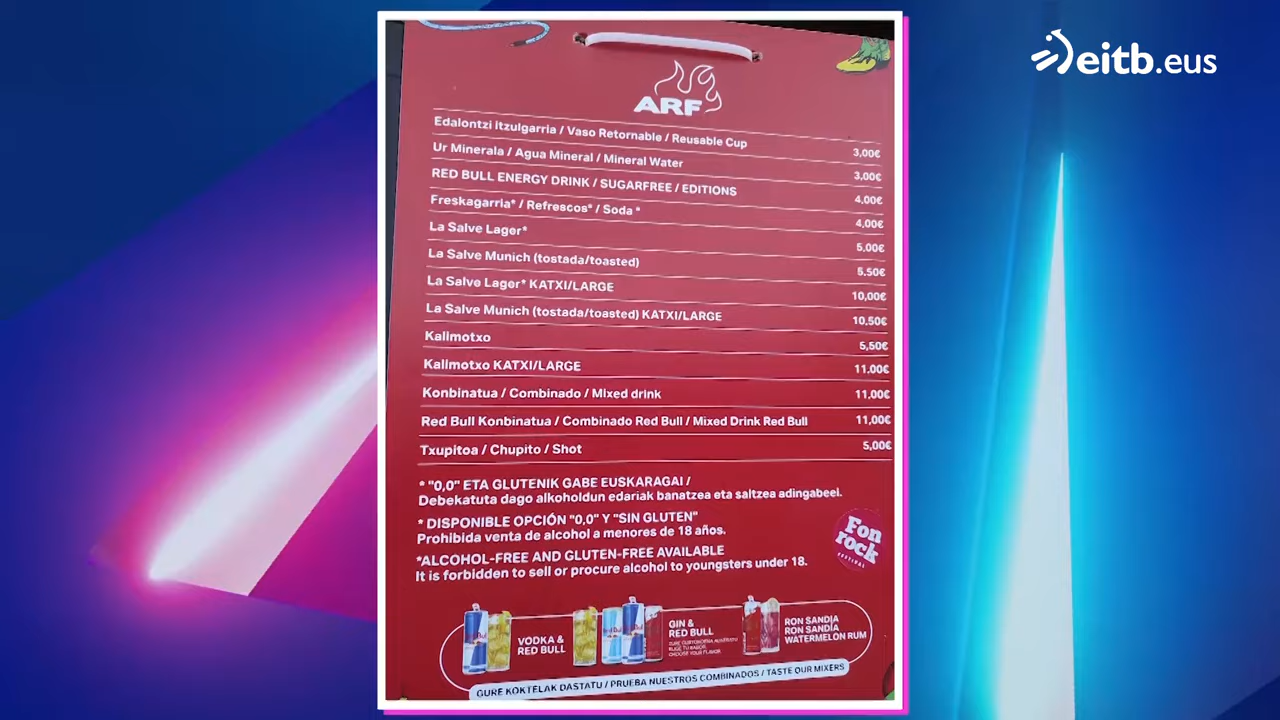 eitb.eus
ARF
Edalontzi Itzulgarria / Vaso Retornable / Reusable Cup 3,00€
Ur Minerala / Agua Mineral / Mineral Water 3,00€
RED BULL ENERGY DRINK / SUGARFREE / EDITIONS 4,00€
Freskagarria* / Refrescos* / Soda * 4,00€
La Salve Lager* 5,00€
La Salve Munich (tostada/toasted) 5,50€
La Salve Lager* KATXI/LARGE 10,00€
La Salve Munich (tostada/toasted) KATXI/LARGE 10,50€
Kalimotxo 5,50€
Kalimotxo KATXI/LARGE 11,00€
Konbinatua / Combinado / Mixed drink 11,00€
Red Bull Konbinatua / Combinado Red Bull / Mixed Drink Red Bull 11,00€
Txupitoa / Chupito / Shot 5,00€
* "0,0" ETA GLUTENIK GABE EUSKARAGAI /
Debekatuta dago alkoholdun edariak banatzea eta saltzea adingabeei.
* DISPONIBLE OPCIÓN "0,0" Y "SIN GLUTEN"
Prohibida venta de alcohol a menores de 18 años.
*ALCOHOL-FREE AND GLUTEN-FREE AVAILABLE
It is forbidden to sell or procure alcohol to youngsters under 18.
Fon
rock
FESTIVAL
VODKA &
RED BULL
GIN &
RED BULL
ELIGE TU SABOR
CHOOSE YOUR FLAVOR
RON SANDIA
RON SANDÍA
WATERMELON RUM
GURE KOKTELAK DASTATU / PRUEBA NUESTROS COMBINADOS / TASTE OUR MIXERS